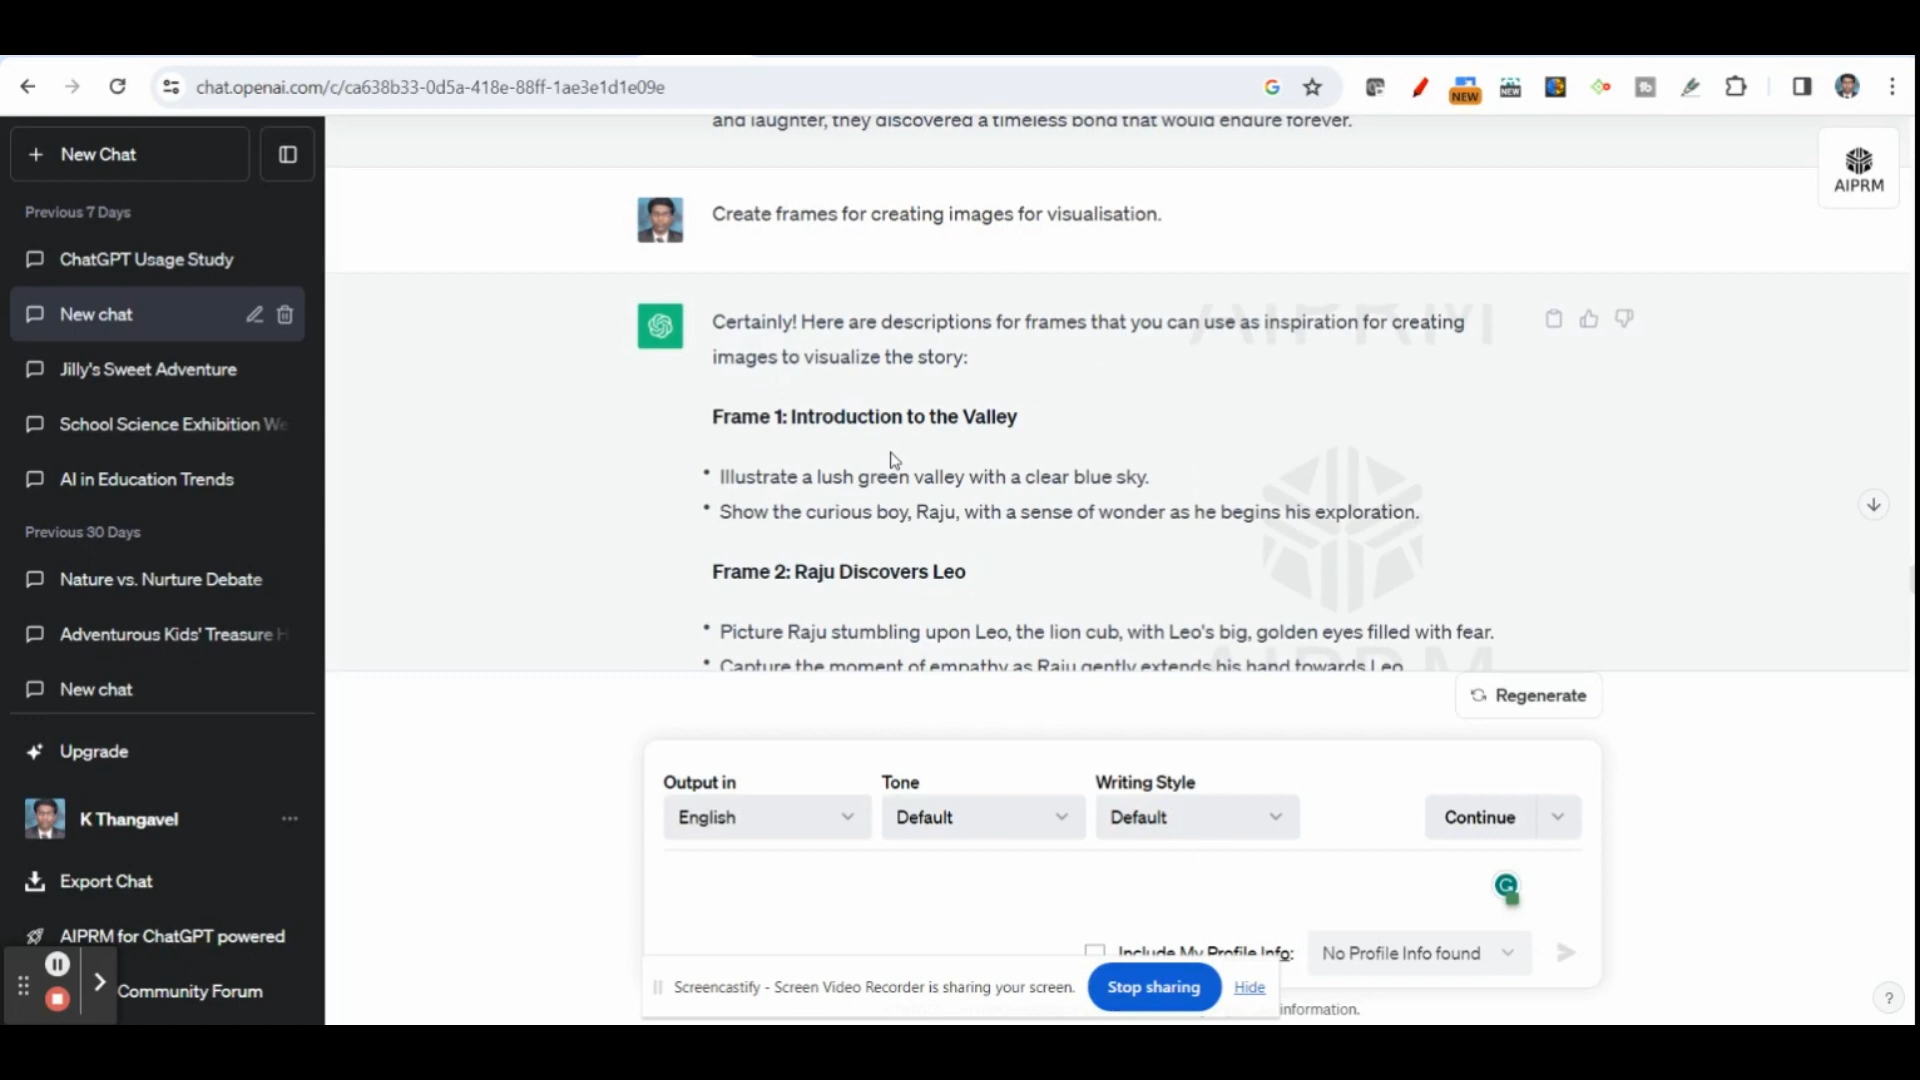 chat.openai.com/c/ca638b33-0d5a-418e-88ff-1ae3e1d1e09e
NEW
NEW
New Chat
Previous 7 Days
ChatGPT Usage Study
New chat
Jilly's Sweet Adventure
School Science Exhibition We
AI in Education Trends
Previous 30 Days
Nature vs. Nurture Debate
Adventurous Kids' Treasure H
New chat
Upgrade
K Thangavel
Export Chat
AIPRM for ChatGPT powered
Community Forum
and laughter, they discovered a timeless bond that would endure forever.
AIPRM
Create frames for creating images for visualisation.
AIPRM
Certainly! Here are descriptions for frames that you can use as inspiration for creating
images to visualize the story:
Frame 1: Introduction to the Valley
• Illustrate a lush green valley with a clear blue sky.
• Show the curious boy, Raju, with a sense of wonder as he begins his exploration.
Frame 2: Raju Discovers Leo
• Picture Raju stumbling upon Leo, the lion cub, with Leo's big, golden eyes filled with fear.
• Capture the moment of empathy as Raju gently extends his hand towards Leo.
AIPRM
Regenerate
Output in
Tone
Writing Style
English
Default
Default
Continue
Include My Profile Info:
No Profile Info found
Screencastify - Screen Video Recorder is sharing your screen.
Stop sharing
Hide
information.
?